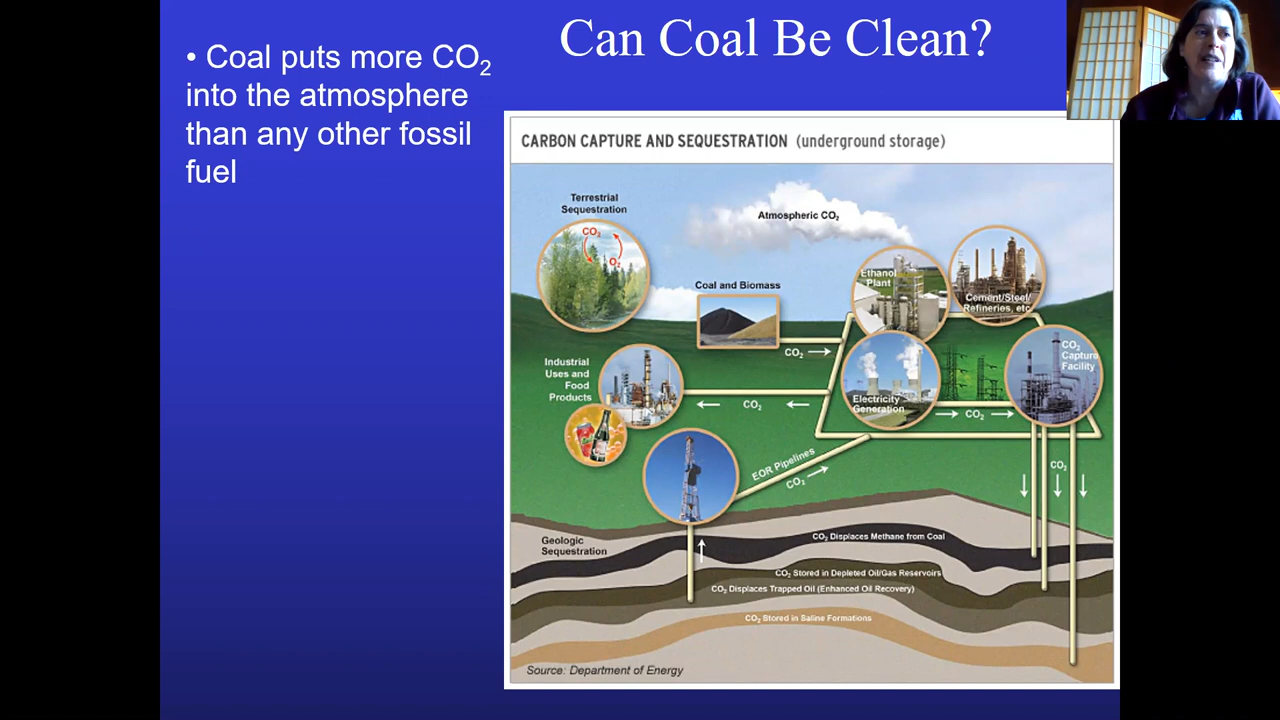 Can Coal Be Clean?
• Coal puts more CO₂
into the atmosphere
than any other fossil
fuel
CARBON CAPTURE AND SEQUESTRATION (underground storage)
Terrestrial
Sequestration
CO₂
O₂
Atmospheric CO₂
Coal and Biomass
CO₂
Ethanol
Plant
Cement/Steel/
Refineries, etc.
CO₂
Capture
Facility
Industrial
Uses and
Food
Products
CO₂
Electricity
Generation
CO₂
EOR Pipelines
CO₂
CO₂
Geologic
Sequestration
CO₂ Displaces Methane from Coal
CO₂ Stored in Depleted Oil/Gas Reservoirs
CO₂ Displaces Trapped Oil (Enhanced Oil Recovery)
CO₂ Stored in Saline Formations
Source: Department of Energy